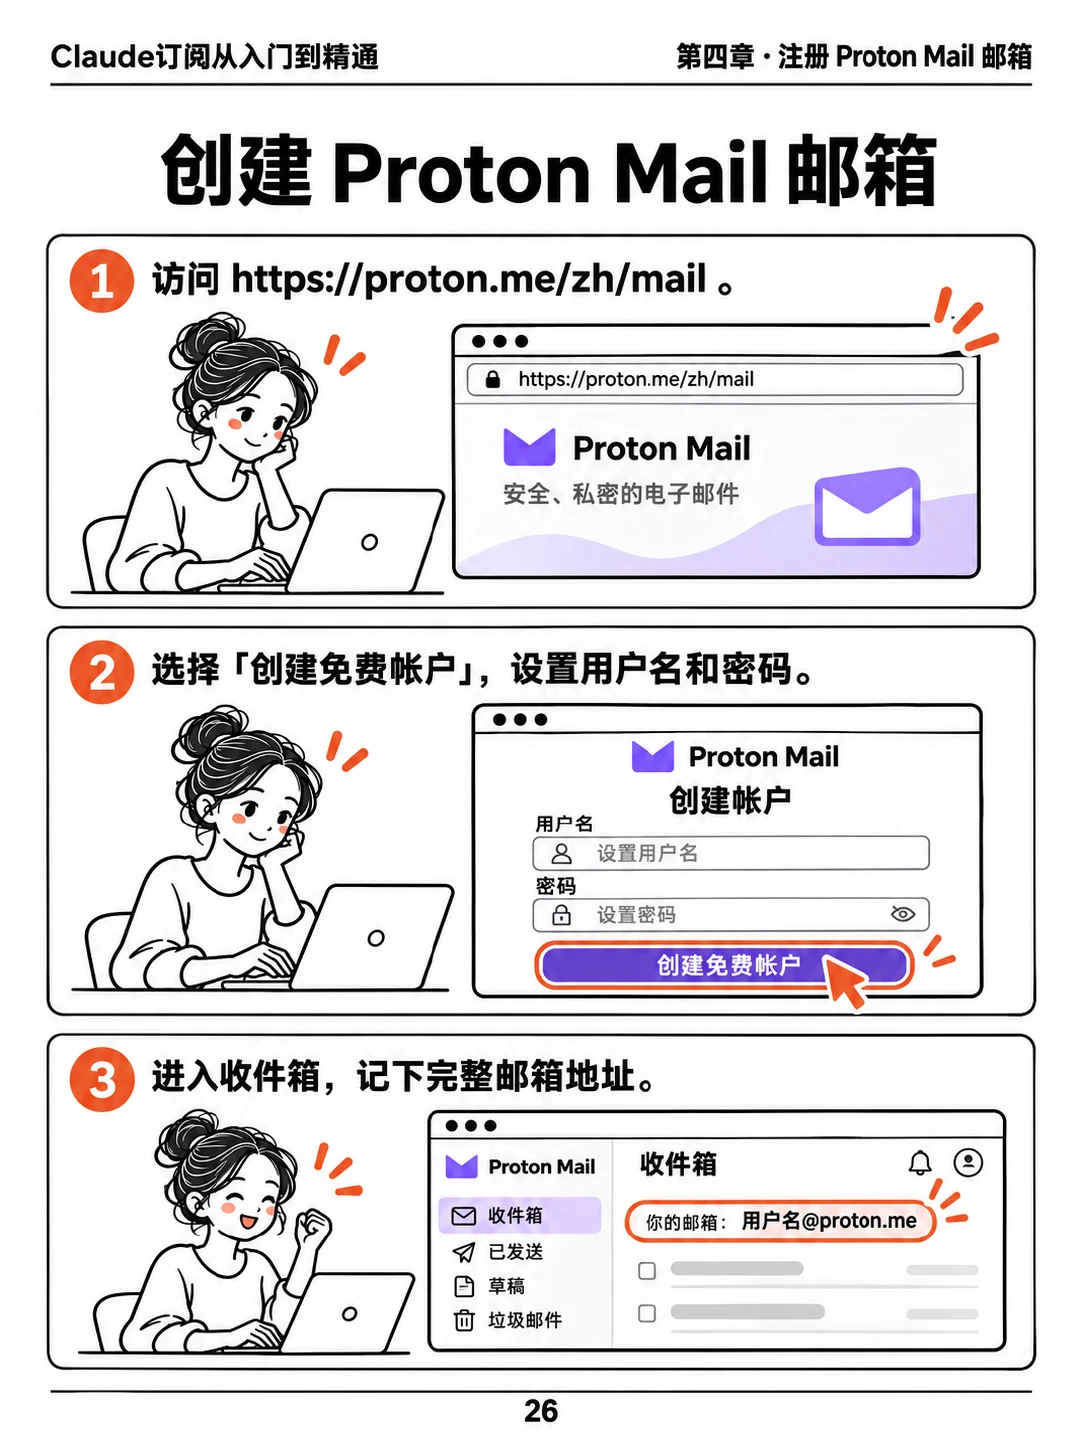 Claude订阅从入门到精通
第四章·注册 Proton Mail 邮箱
创建 Proton Mail 邮箱
1 访问 https://proton.me/zh/mail 。
https://proton.me/zh/mail
Proton Mail
安全、私密的电子邮件
2 选择「创建免费帐户」，设置用户名和密码。
Proton Mail
创建帐户
用户名
设置用户名
密码
设置密码
创建免费帐户
3 进入收件箱，记下完整邮箱地址。
Proton Mail
收件箱
已发送
草稿
垃圾邮件
收件箱
你的邮箱：用户名@proton.me
26